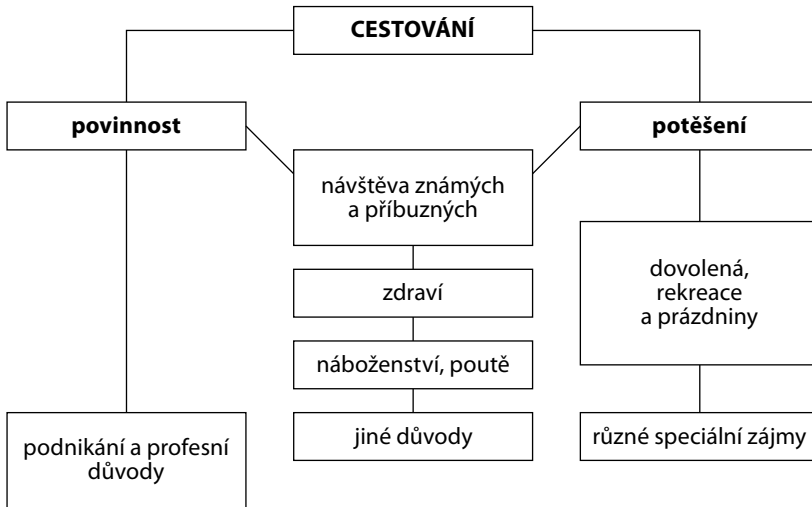 CESTOVÁNÍ
povinnost
potěšení
návštěva známých
a příbuzných
dovolená,
rekreace
a prázdniny
zdraví
náboženství, poutě
podnikání a profesní
důvody
jiné důvody
různé speciální zájmy